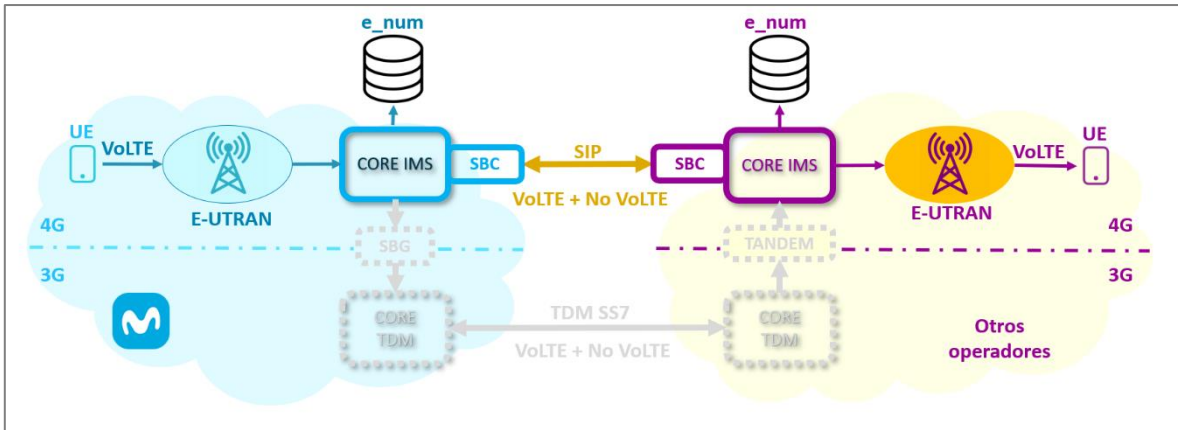 e_num
e_num
UE
VoLTE
CORE IMS
SBC
SIP
SBC
CORE IMS
VoLTE
UE
VoLTE + No VoLTE
E-UTRAN
E-UTRAN
4G
SBG
TANDEM
4G
3G
3G
CORE
TDM
TDM SS7
CORE
TDM
VoLTE + No VoLTE
Otros
operadores